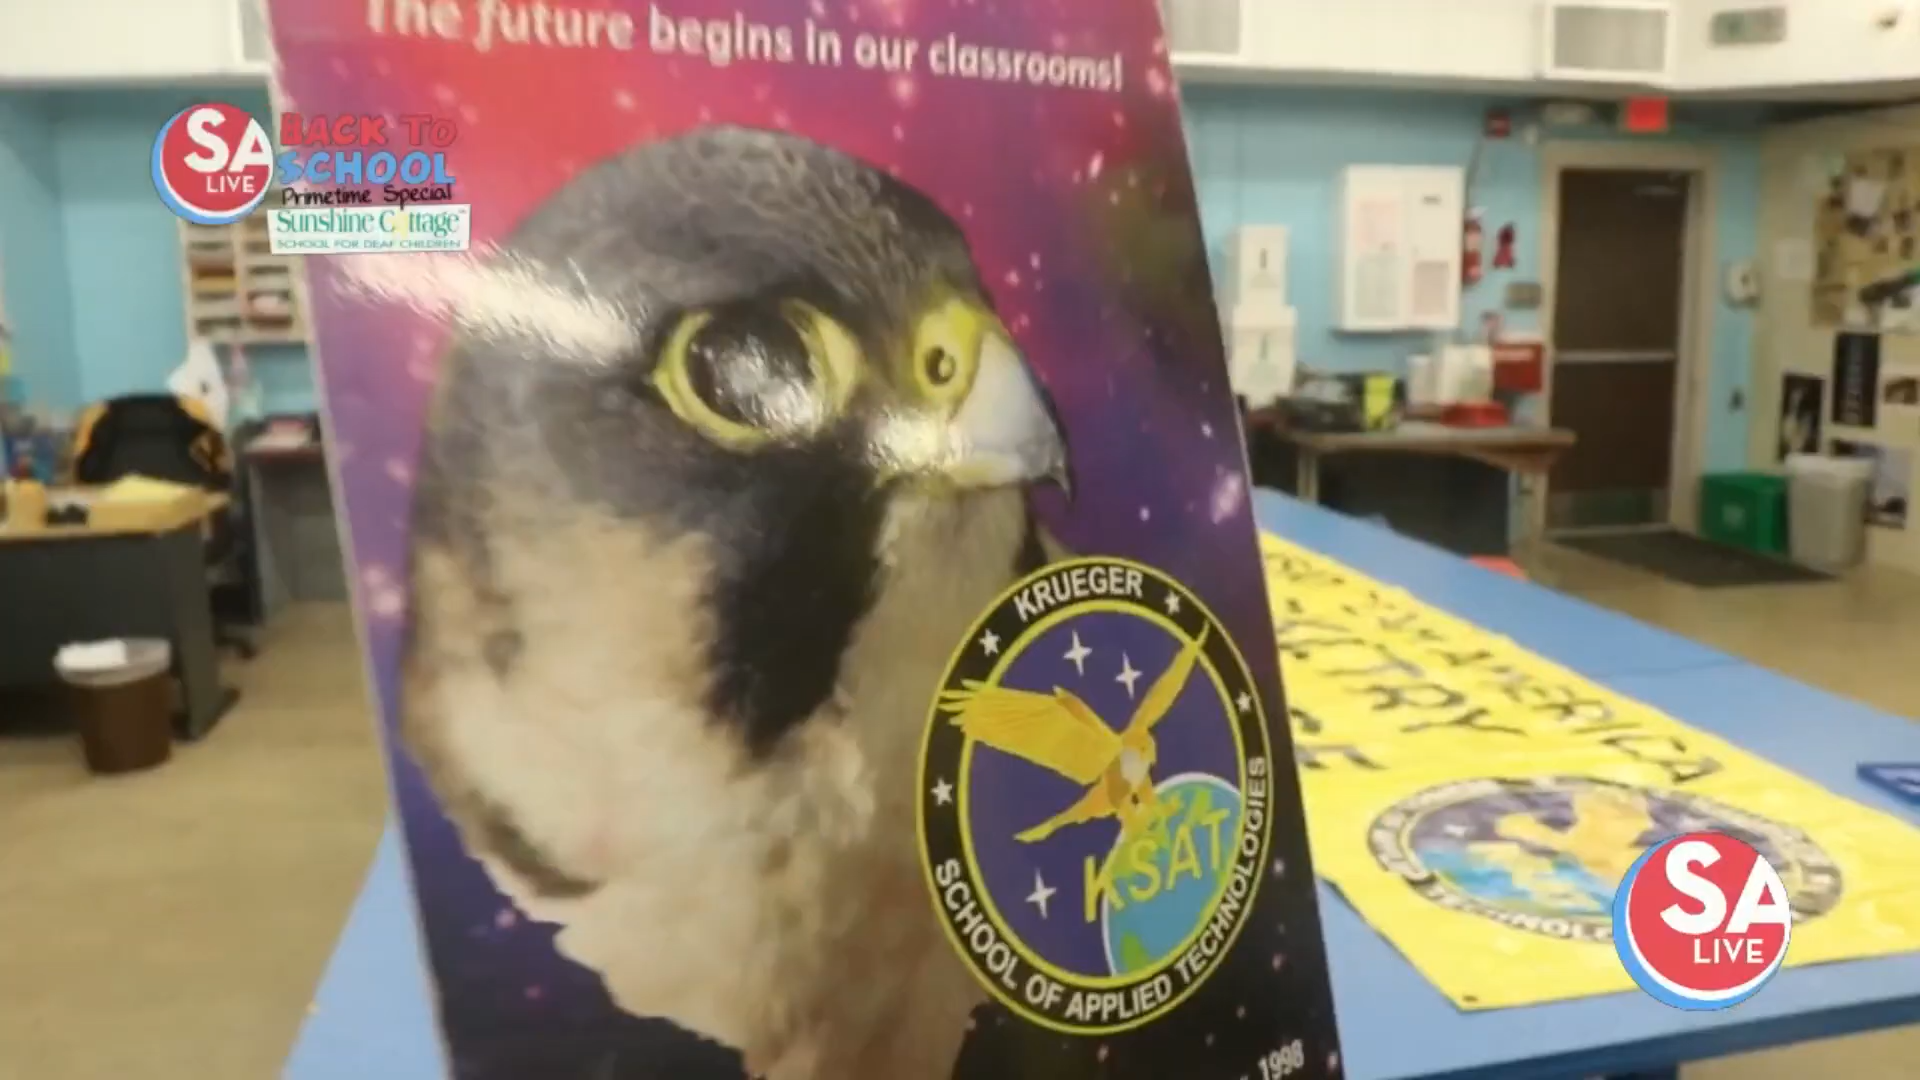 The future begins in our classrooms!
SA
LIVE
BACK TO
SCHOOL
Primetime Special
Sunshine Cottage
SCHOOL FOR DEAF CHILDREN
KRUEGER
KSAT
SCHOOL OF APPLIED TECHNOLOGIES
1998
AMERICA
SA
LIVE